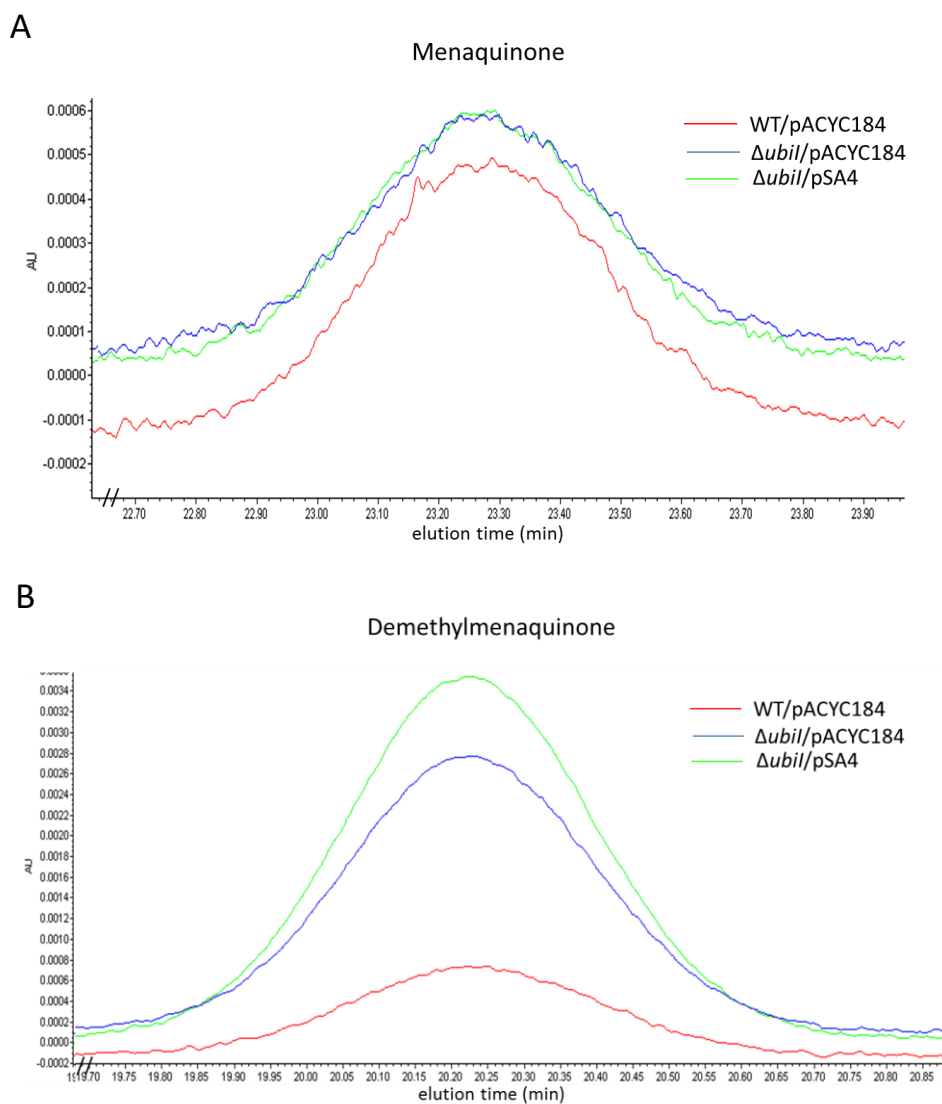 A
Menaquinone
0.0006
0.0005
0.0004
0.0003
0.0002
0.0001
0.0000
-0.0001
-0.0002
AU
WT/pACYC184
ΔubiI/pACYC184
ΔubiI/pSA4
22.70 22.80 22.90 23.00 23.10 23.20 23.30 23.40 23.50 23.60 23.70 23.80 23.90
elution time (min)
B
Demethylmenaquinone
0.0034
0.0032
0.0030
0.0028
0.0026
0.0024
0.0022
0.0020
0.0018
0.0016
0.0014
0.0012
0.0010
0.0008
0.0006
0.0004
0.0002
0.0000
-0.0002
AU
WT/pACYC184
ΔubiI/pACYC184
ΔubiI/pSA4
19.70 19.75 19.80 19.85 19.90 19.95 20.00 20.05 20.10 20.15 20.20 20.25 20.30 20.35 20.40 20.45 20.50 20.55 20.60 20.65 20.70 20.75 20.80 20.85
elution time (min)